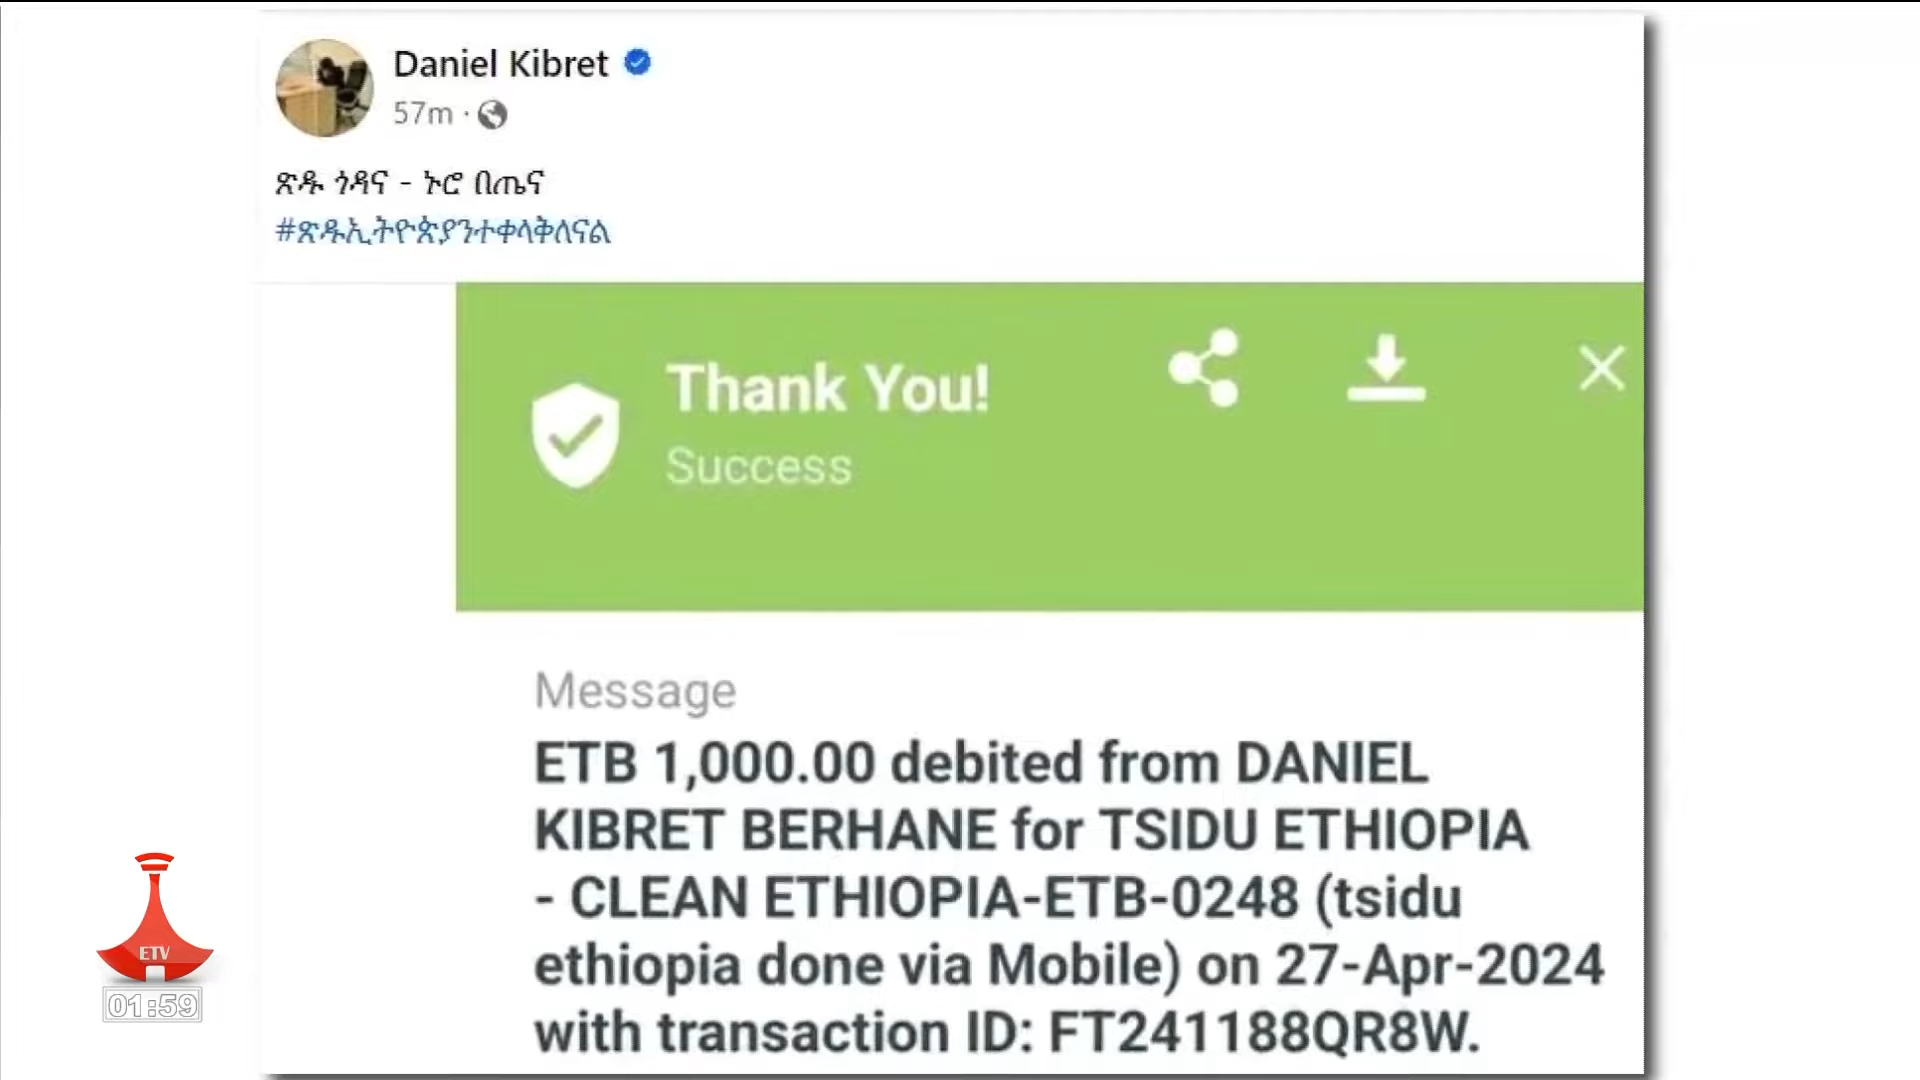 Daniel Kibret
57m ·
ጽዱ ጎዳና - ኑሮ በጤና
#ጽዱኢትዮጵያንተቀላቅለናል
Thank You!
Success
Message
ETB 1,000.00 debited from DANIEL
KIBRET BERHANE for TSIDU ETHIOPIA
- CLEAN ETHIOPIA-ETB-0248 (tsidu
ethiopia done via Mobile) on 27-Apr-2024
with transaction ID: FT241188QR8W.
ETV
01:59